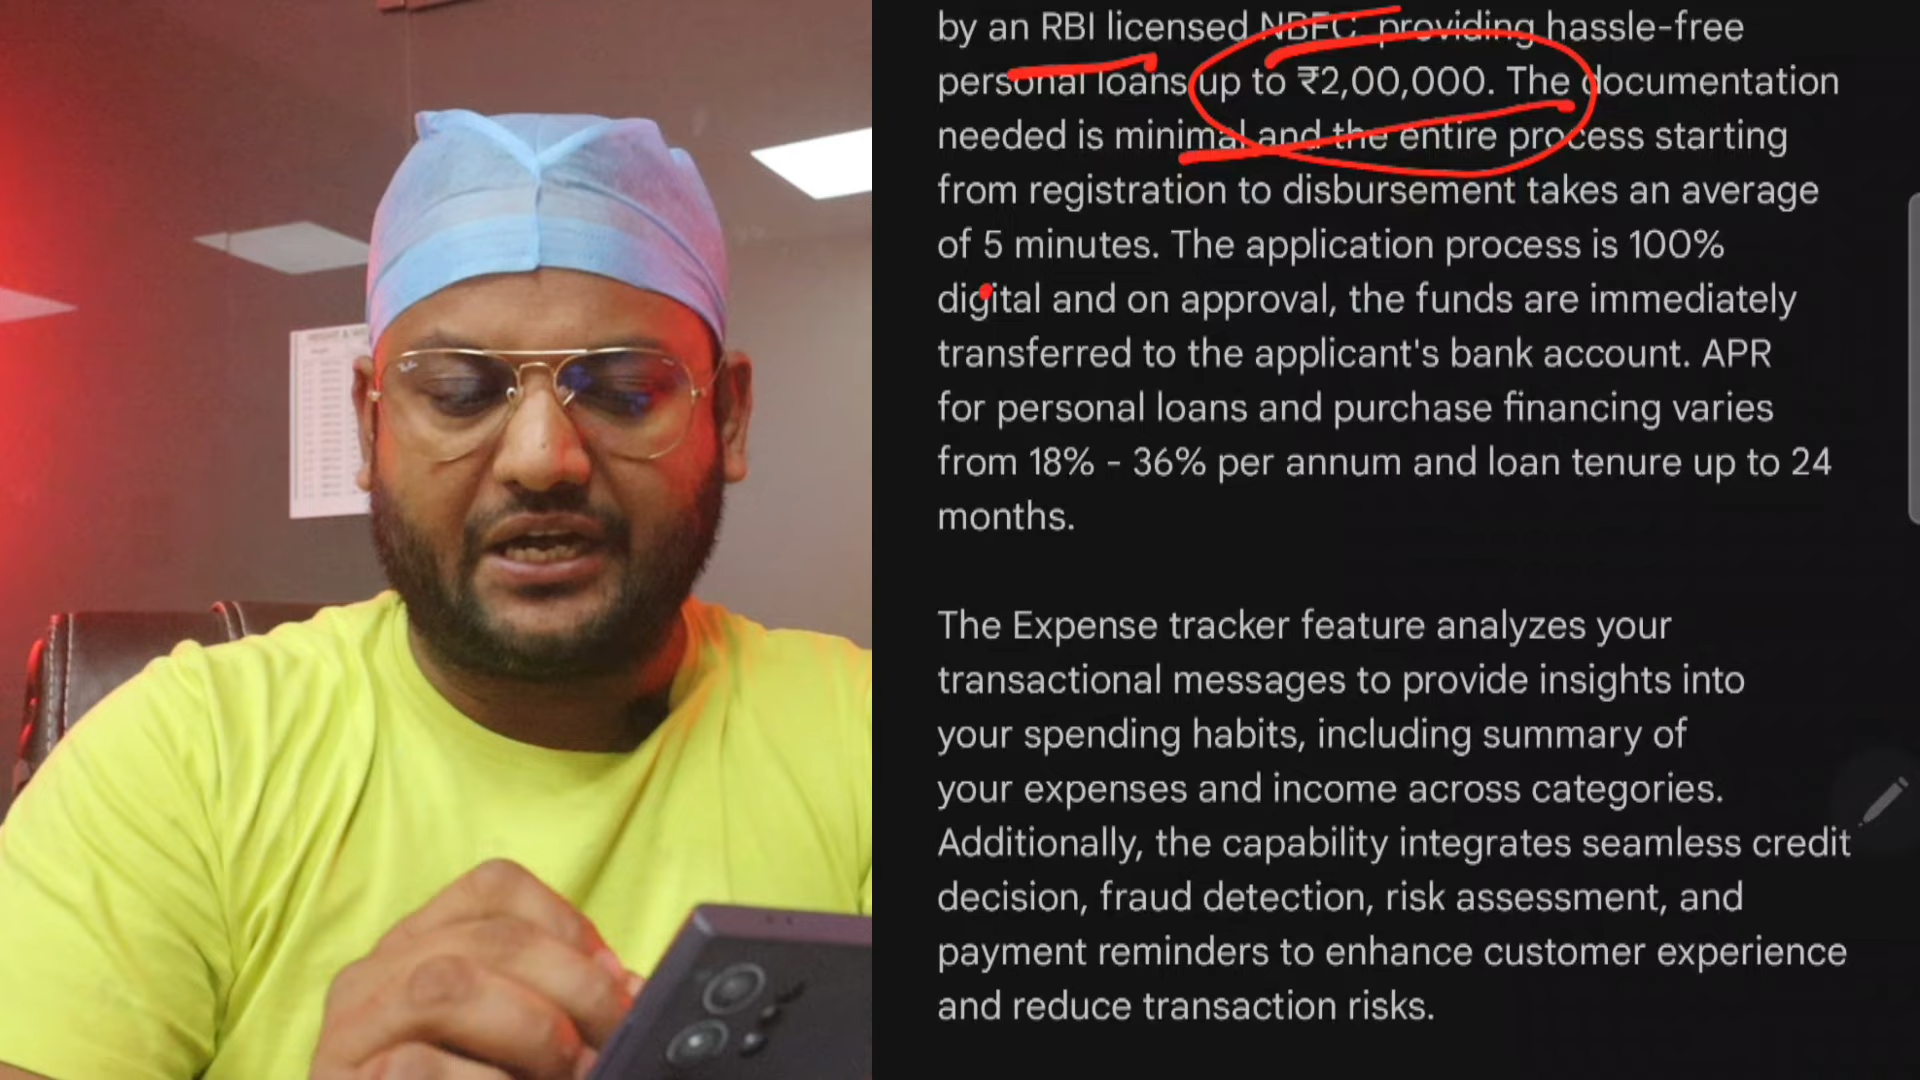 by an RBI licensed NBFC, providing hassle-free
personal loans up to ₹2,00,000. The documentation
needed is minimal and the entire process starting
from registration to disbursement takes an average
of 5 minutes. The application process is 100%
digital and on approval, the funds are immediately
transferred to the applicant's bank account. APR
for personal loans and purchase financing varies
from 18% - 36% per annum and loan tenure up to 24
months.
The Expense tracker feature analyzes your
transactional messages to provide insights into
your spending habits, including summary of
your expenses and income across categories.
Additionally, the capability integrates seamless credit
decision, fraud detection, risk assessment, and
payment reminders to enhance customer experience
and reduce transaction risks.